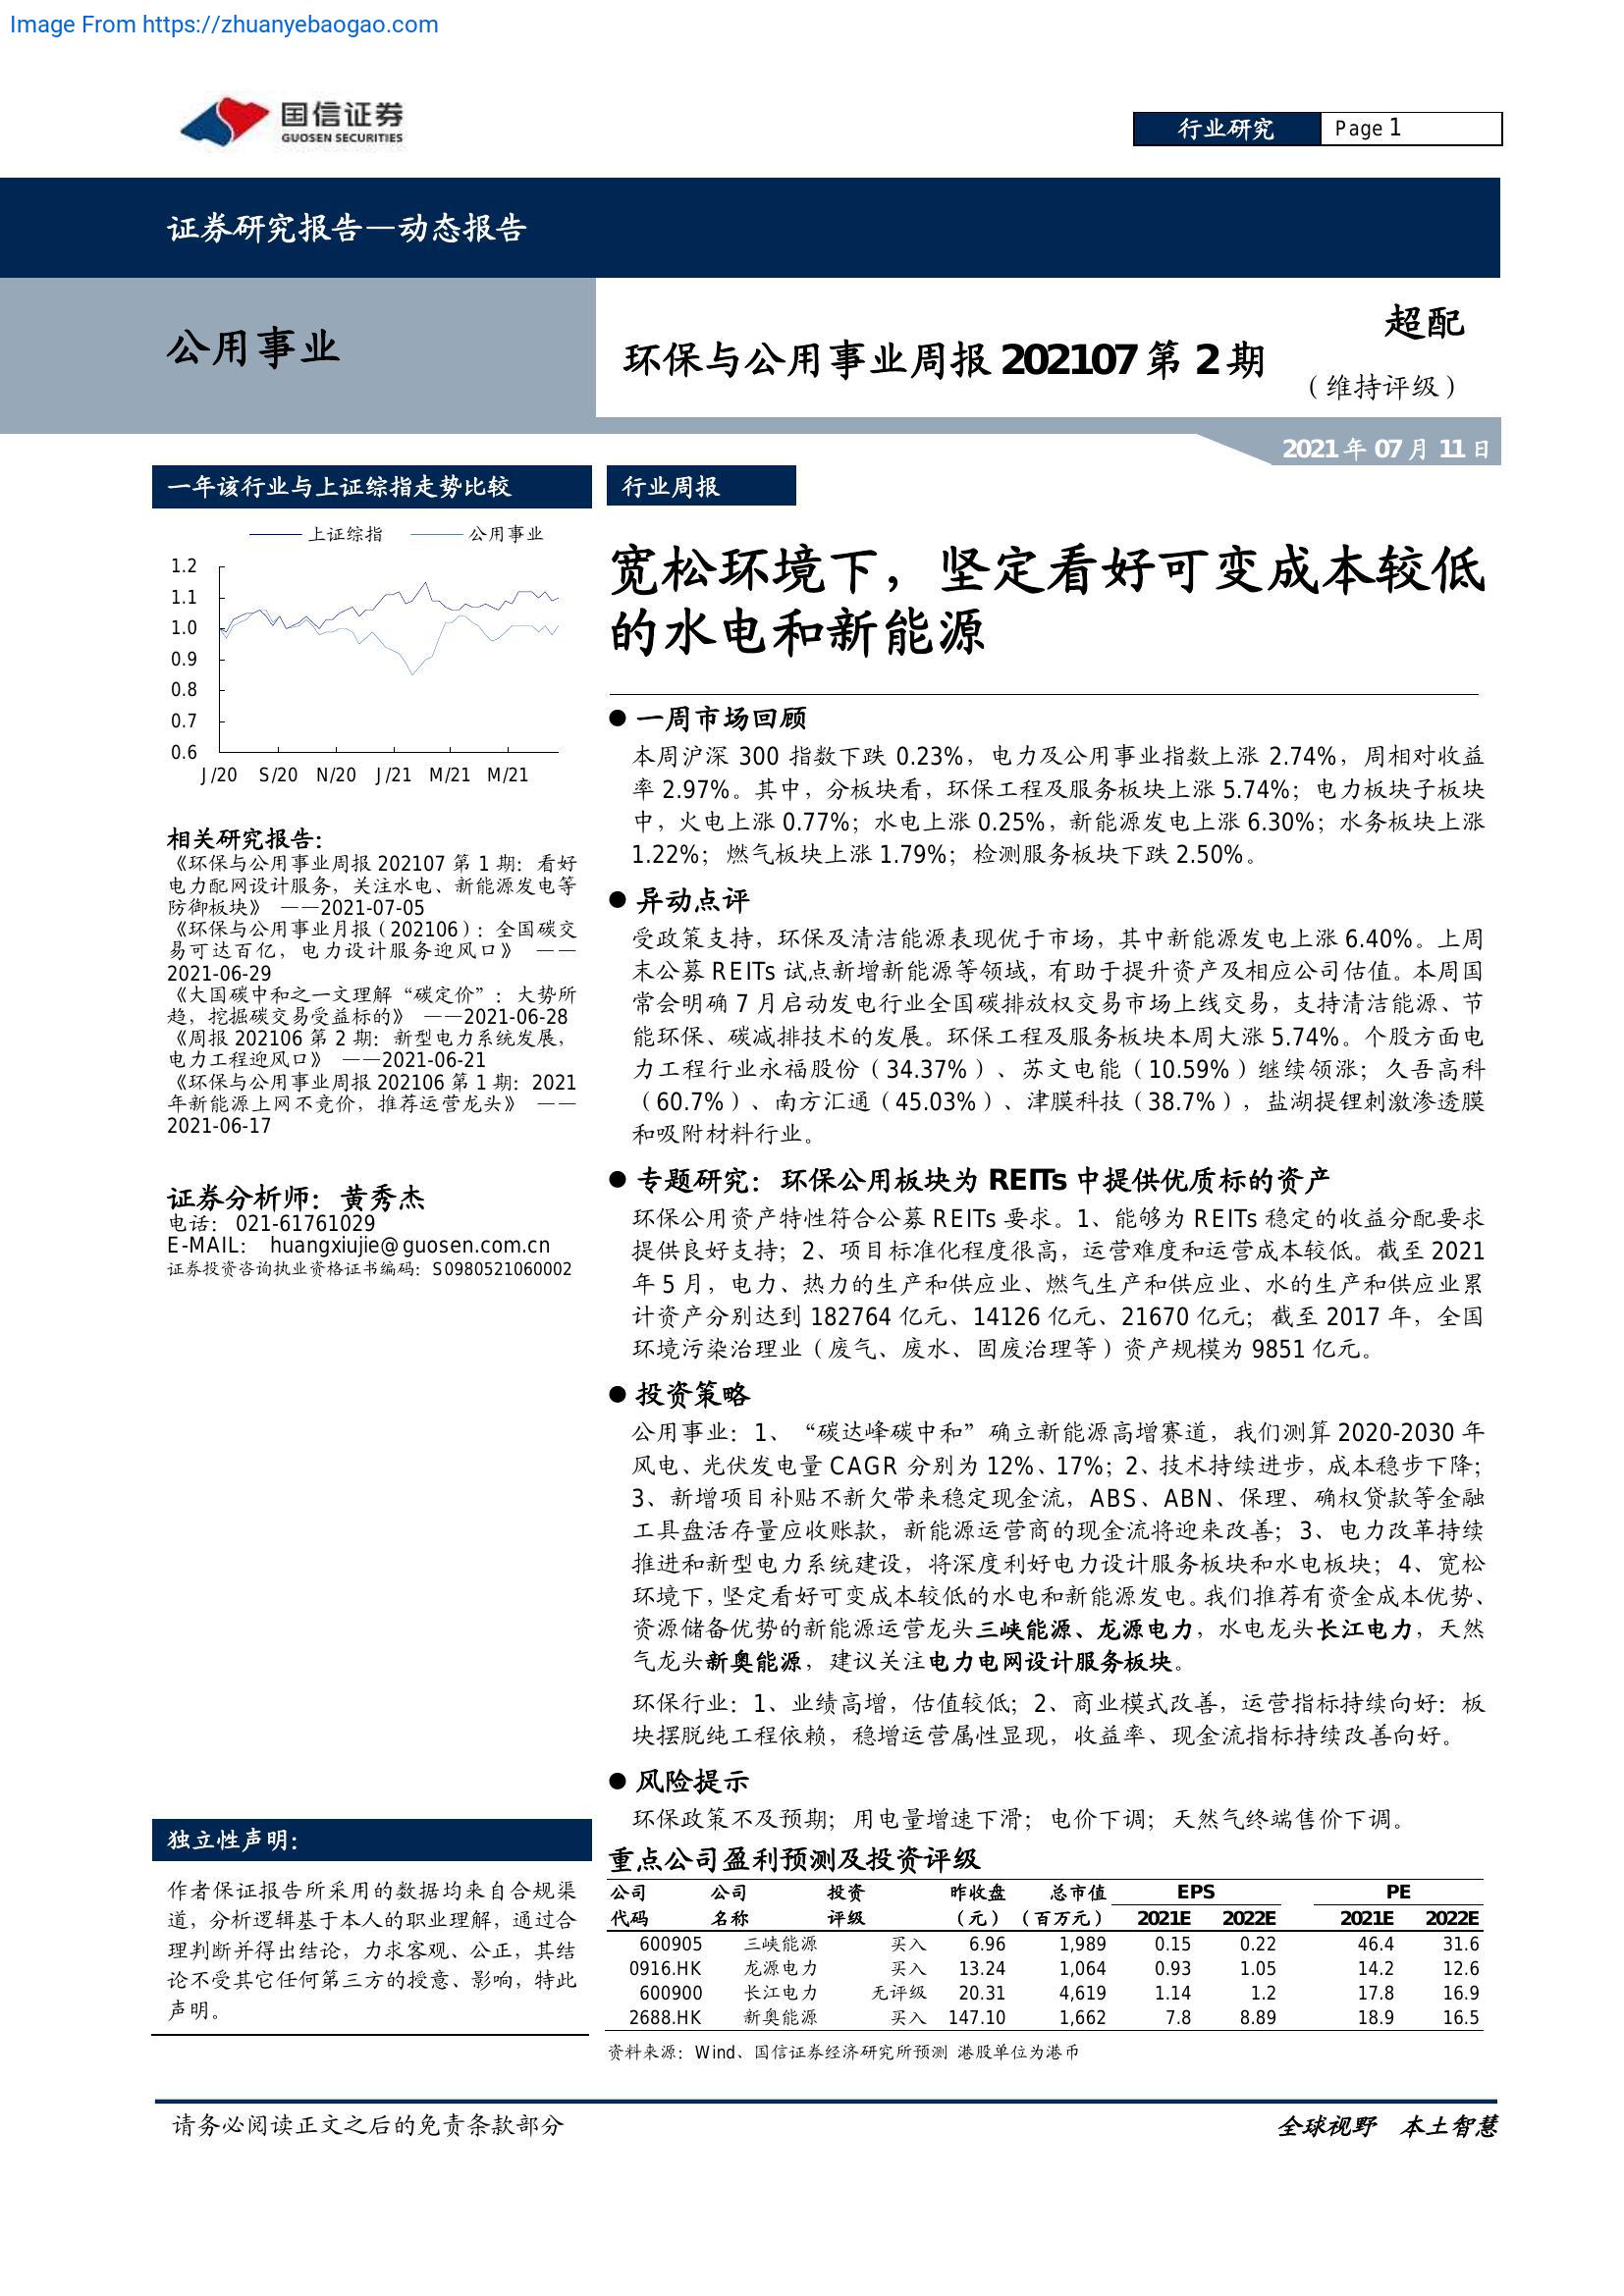 Image From https://zhuanyebaogao.com
国信证券
GUOSEN SECURITIES
行业研究
Page 1
证券研究报告—动态报告
公用事业
环保与公用事业周报 202107 第 2 期
超配
（维持评级）
2021 年 07 月 11 日
一年该行业与上证综指走势比较
上证综指 公用事业
1.2
1.1
1.0
0.9
0.8
0.7
0.6
J/20 S/20 N/20 J/21 M/21 M/21
相关研究报告：
《环保与公用事业周报 202107 第 1 期：看好
电力配网设计服务，关注水电、新能源发电等
防御板块》 ——2021-07-05
《环保与公用事业月报（202106）：全国碳交
易可达百亿，电力设计服务迎风口》 ——
2021-06-29
《大国碳中和之一文理解“碳定价”：大势所
趋，挖掘碳交易受益标的》 ——2021-06-28
《周报 202106 第 2 期：新型电力系统发展，
电力工程迎风口》 ——2021-06-21
《环保与公用事业周报 202106 第 1 期：2021
年新能源上网不竞价，推荐运营龙头》 ——
2021-06-17
证券分析师：黄秀杰
电话： 021-61761029
E-MAIL： huangxiujie@guosen.com.cn
证券投资咨询执业资格证书编码：S0980521060002
独立性声明：
作者保证报告所采用的数据均来自合规渠
道，分析逻辑基于本人的职业理解，通过合
理判断并得出结论，力求客观、公正，其结
论不受其它任何第三方的授意、影响，特此
声明。
行业周报
宽松环境下，坚定看好可变成本较低
的水电和新能源
● 一周市场回顾
本周沪深 300 指数下跌 0.23%，电力及公用事业指数上涨 2.74%，周相对收益
率 2.97%。其中，分板块看，环保工程及服务板块上涨 5.74%；电力板块子板块
中，火电上涨 0.77%；水电上涨 0.25%，新能源发电上涨 6.30%；水务板块上涨
1.22%；燃气板块上涨 1.79%；检测服务板块下跌 2.50%。
● 异动点评
受政策支持，环保及清洁能源表现优于市场，其中新能源发电上涨 6.40%。上周
末公募 REITs 试点新增新能源等领域，有助于提升资产及相应公司估值。本周国
常会明确 7 月启动发电行业全国碳排放权交易市场上线交易，支持清洁能源、节
能环保、碳减排技术的发展。环保工程及服务板块本周大涨 5.74%。个股方面电
力工程行业永福股份（34.37%）、苏文电能（10.59%）继续领涨；久吾高科
（60.7%）、南方汇通（45.03%）、津膜科技（38.7%），盐湖提锂刺激渗透膜
和吸附材料行业。
● 专题研究：环保公用板块为 REITs 中提供优质标的资产
环保公用资产特性符合公募 REITs 要求。1、能够为 REITs 稳定的收益分配要求
提供良好支持；2、项目标准化程度很高，运营难度和运营成本较低。截至 2021
年 5 月，电力、热力的生产和供应业、燃气生产和供应业、水的生产和供应业累
计资产分别达到 182764 亿元、14126 亿元、21670 亿元；截至 2017 年，全国
环境污染治理业（废气、废水、固废治理等）资产规模为 9851 亿元。
● 投资策略
公用事业：1、“碳达峰碳中和”确立新能源高增赛道，我们测算 2020-2030 年
风电、光伏发电量 CAGR 分别为 12%、17%；2、技术持续进步，成本稳步下降；
3、新增项目补贴不新欠带来稳定现金流，ABS、ABN、保理、确权贷款等金融
工具盘活存量应收账款，新能源运营商的现金流将迎来改善；3、电力改革持续
推进和新型电力系统建设，将深度利好电力设计服务板块和水电板块；4、宽松
环境下，坚定看好可变成本较低的水电和新能源发电。我们推荐有资金成本优势、
资源储备优势的新能源运营龙头三峡能源、龙源电力，水电龙头长江电力，天然
气龙头新奥能源，建议关注电力电网设计服务板块。
环保行业：1、业绩高增，估值较低；2、商业模式改善，运营指标持续向好：板
块摆脱纯工程依赖，稳增运营属性显现，收益率、现金流指标持续改善向好。
● 风险提示
环保政策不及预期；用电量增速下滑；电价下调；天然气终端售价下调。
重点公司盈利预测及投资评级
公司 公司 投资 昨收盘 总市值 EPS PE
代码 名称 评级 （元） （百万元） 2021E 2022E 2021E 2022E
600905 三峡能源 买入 6.96 1,989 0.15 0.22 46.4 31.6
0916.HK 龙源电力 买入 13.24 1,064 0.93 1.05 14.2 12.6
600900 长江电力 无评级 20.31 4,619 1.14 1.2 17.8 16.9
2688.HK 新奥能源 买入 147.10 1,662 7.8 8.89 18.9 16.5
资料来源：Wind、国信证券经济研究所预测 港股单位为港币
请务必阅读正文之后的免责条款部分
全球视野 本土智慧